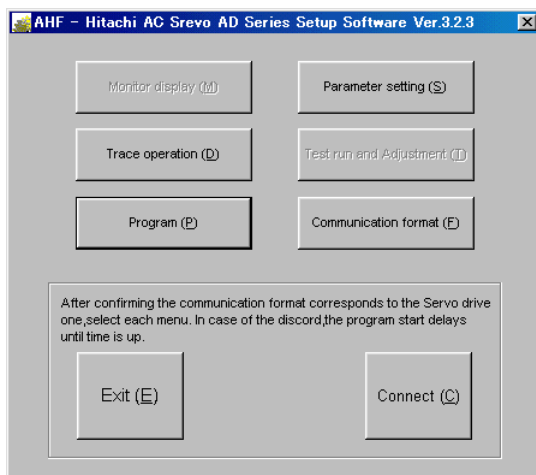 AHF - Hitachi AC Srevo AD Series Setup Software Ver.3.2.3
Monitor display (M)
Parameter setting (S)
Trace operation (D)
Test run and Adjustment (T)
Program (P)
Communication format (F)
After confirming the communication format corresponds to the Servo drive
one,select each menu. In case of the discord,the program start delays
until time is up.
Exit (E)
Connect (C)